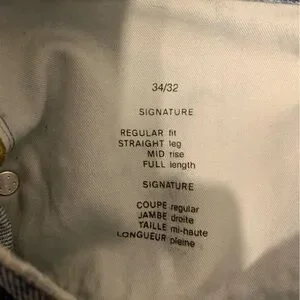 34/32
SIGNATURE
REGULAR fit
STRAIGHT leg
MID rise
FULL length
SIGNATURE
COUPE regular
JAMBE droite
TAILLE mi-haute
LONGUEUR pleine